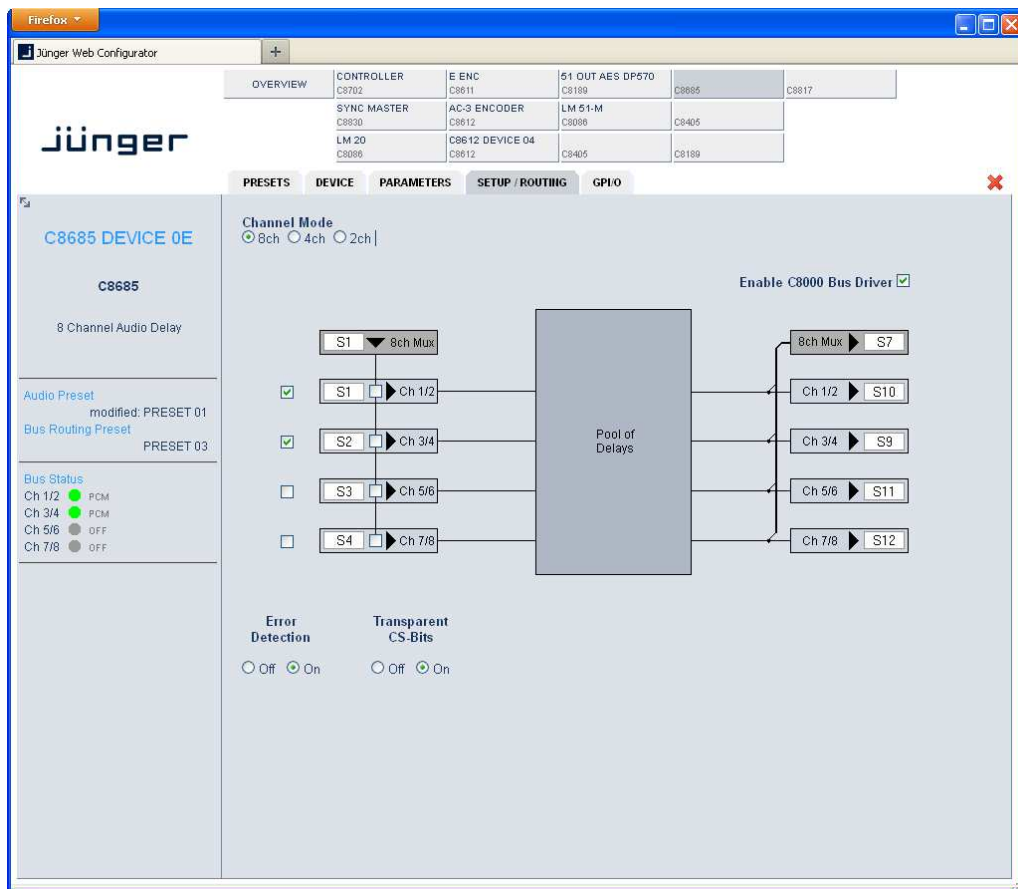 Firefox
Jünger Web Configurator
OVERVIEW
CONTROLLER
C8702
E ENC
C8611
51 OUT AES DP570
C8189
C8685
C8817
SYNC MASTER
C8830
AC-3 ENCODER
C8612
LM 51-M
C8086
C8405
LM 20
C8086
C8612 DEVICE 04
C8612
C8405
C8189
jünger
PRESETS DEVICE PARAMETERS SETUP / ROUTING GPI/O
C8685 DEVICE 0E
C8685
8 Channel Audio Delay
Audio Preset
modified: PRESET 01
Bus Routing Preset
PRESET 03
Bus Status
Ch 1/2 PCM
Ch 3/4 PCM
Ch 5/6 OFF
Ch 7/8 OFF
Channel Mode
8ch 4ch 2ch
Enable C8000 Bus Driver
S1 8ch Mux
8ch Mux S7
S1 Ch 1/2
Ch 1/2 S10
S2 Ch 3/4
Pool of
Delays
Ch 3/4 S9
S3 Ch 5/6
Ch 5/6 S11
S4 Ch 7/8
Ch 7/8 S12
Error
Detection
Off On
Transparent
CS-Bits
Off On